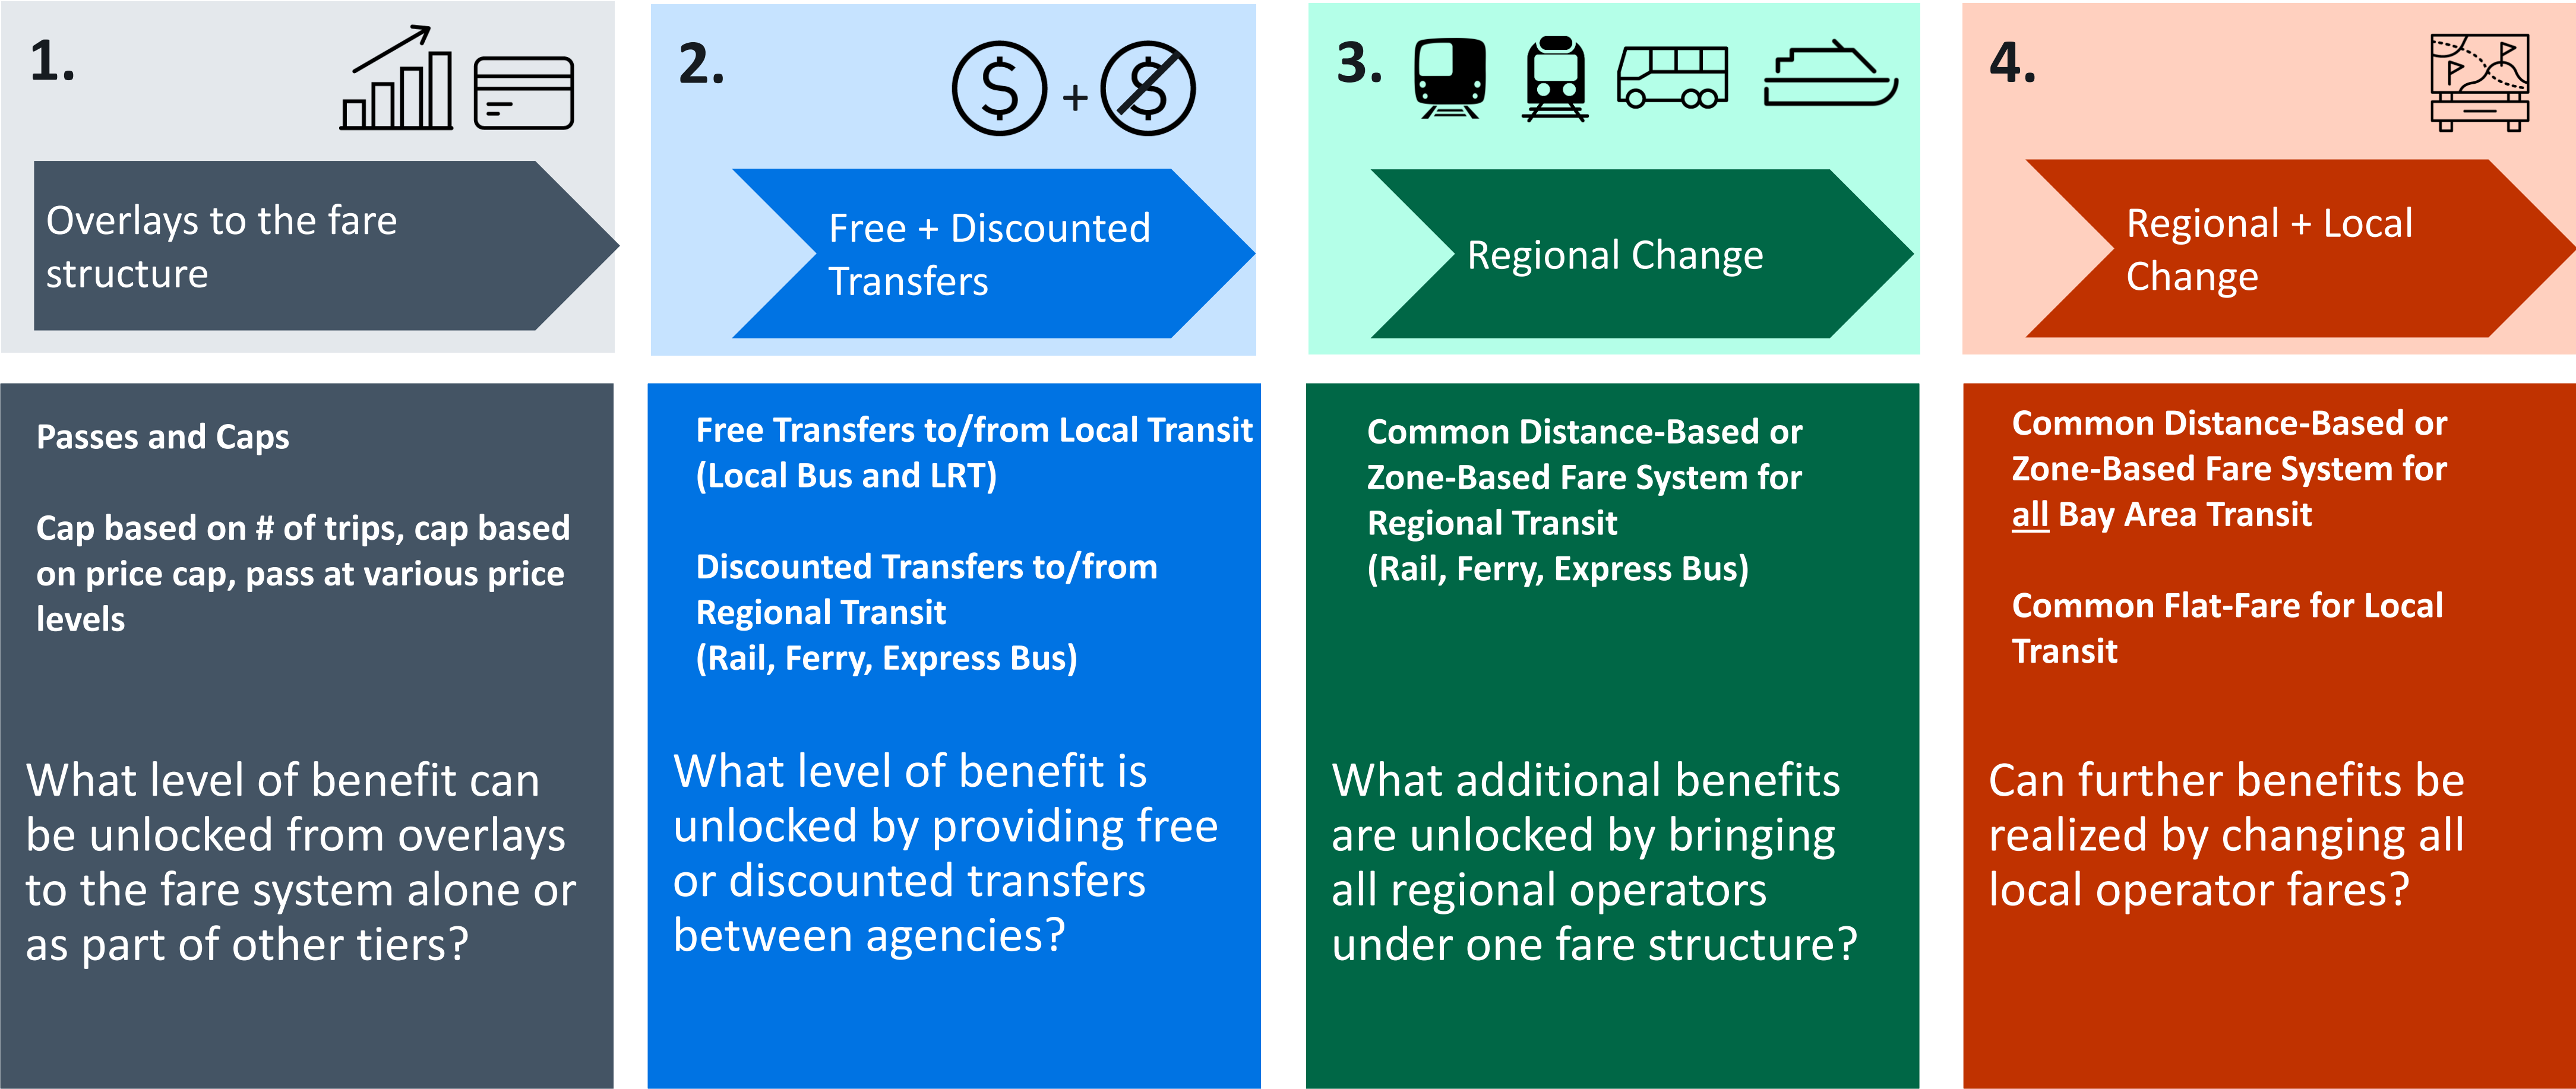 1.
Overlays to the fare
structure
Passes and Caps
Cap based on # of trips, cap based
on price cap, pass at various price
levels
What level of benefit can
be unlocked from overlays
to the fare system alone or
as part of other tiers?
2.
$ + $
Free + Discounted
Transfers
Free Transfers to/from Local Transit
(Local Bus and LRT)
Discounted Transfers to/from
Regional Transit
(Rail, Ferry, Express Bus)
What level of benefit is
unlocked by providing free
or discounted transfers
between agencies?
3.
Regional Change
Common Distance-Based or
Zone-Based Fare System for
Regional Transit
(Rail, Ferry, Express Bus)
What additional benefits
are unlocked by bringing
all regional operators
under one fare structure?
4.
Regional + Local
Change
Common Distance-Based or
Zone-Based Fare System for
all Bay Area Transit
Common Flat-Fare for Local
Transit
Can further benefits be
realized by changing all
local operator fares?